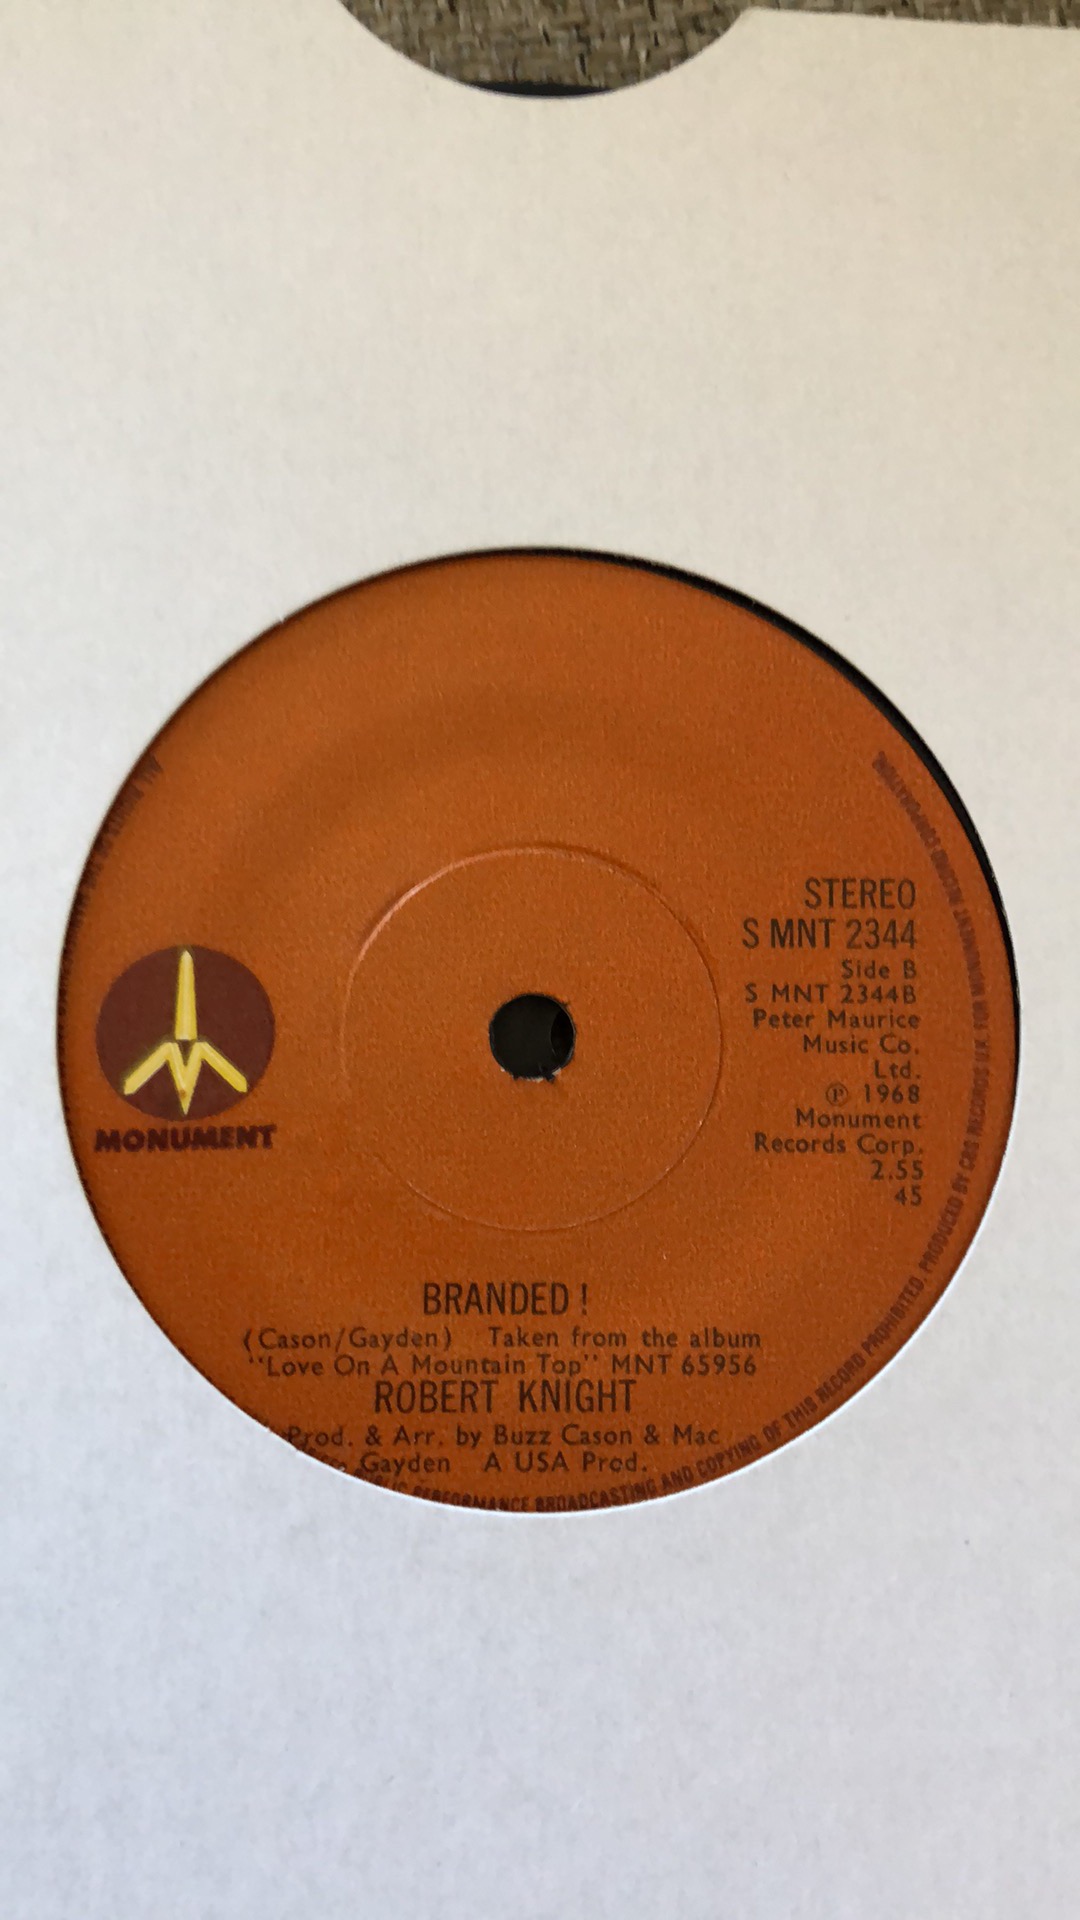 STEREO
S MNT 2344
Side B
S MNT 2344B
Peter Maurice
Music Co.
Ltd.
℗ 1968
Monument
Records Corp.
2.55
45
MONUMENT
BRANDED !
(Cason/Gayden) Taken from the album
"Love On A Mountain Top" MNT 65956
ROBERT KNIGHT
Prod. & Arr. by Buzz Cason & Mac
Gayden A USA Prod.
PERFORMANCE BROADCASTING AND COPYING OF THIS RECORD PROHIBITED. PRODUCED BY CBS RECORDS U.K. FOR MONUMENT RECORD CORPORATION.